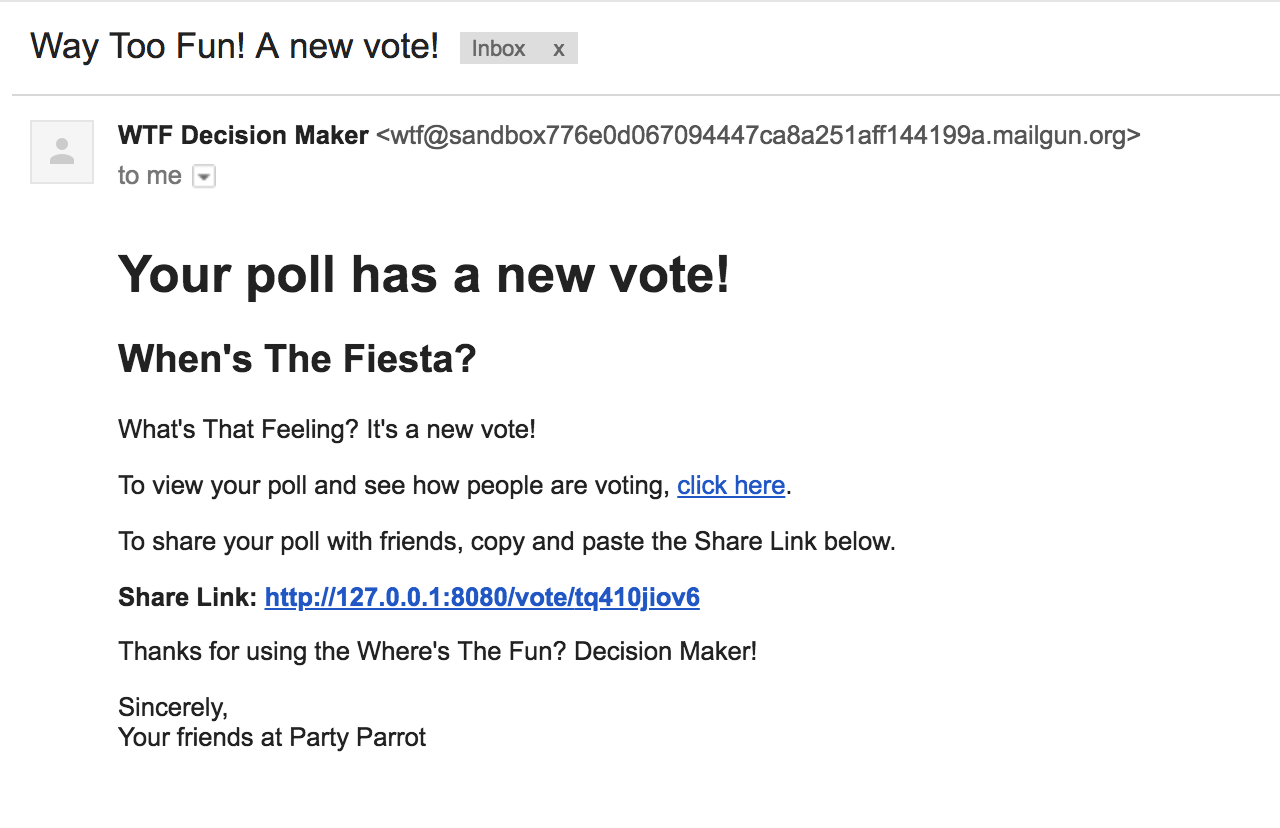 Way Too Fun! A new vote! Inbox x
WTF Decision Maker <wtf@sandbox776e0d067094447ca8a251aff144199a.mailgun.org>
to me
Your poll has a new vote!
When's The Fiesta?
What's That Feeling? It's a new vote!
To view your poll and see how people are voting, click here.
To share your poll with friends, copy and paste the Share Link below.
Share Link: http://127.0.0.1:8080/vote/tq410jiov6
Thanks for using the Where's The Fun? Decision Maker!
Sincerely,
Your friends at Party Parrot